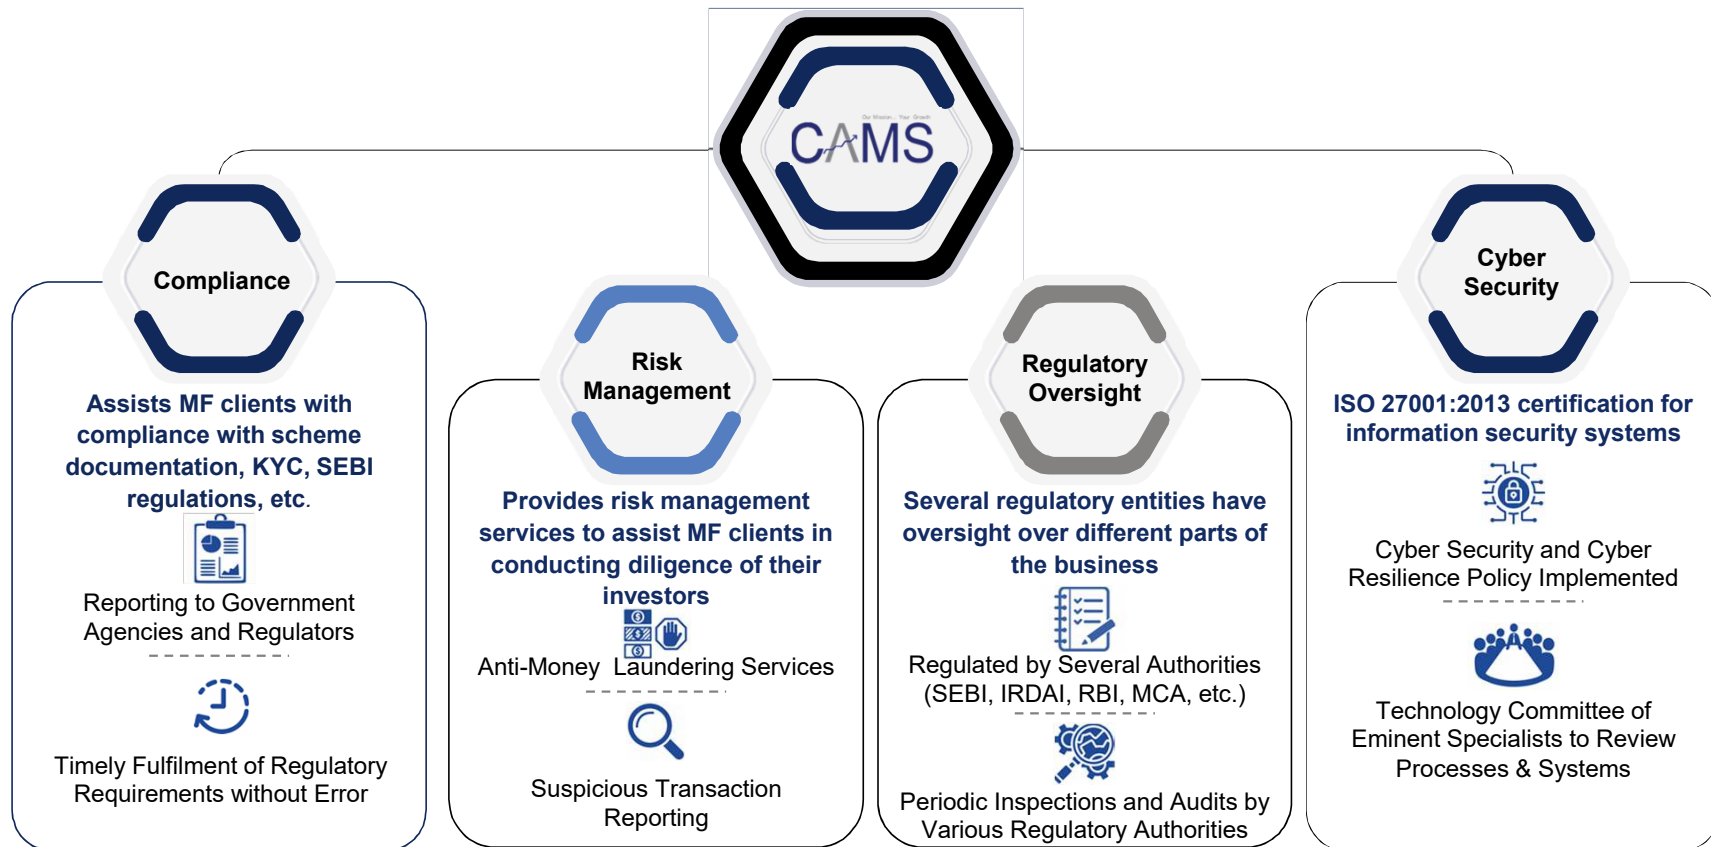 Our Mission... Your Growth
CAMS
Compliance
Assists MF clients with
compliance with scheme
documentation, KYC, SEBI
regulations, etc.
Reporting to Government
Agencies and Regulators
Timely Fulfilment of Regulatory
Requirements without Error
Risk
Management
Provides risk management
services to assist MF clients in
conducting diligence of their
investors
Anti-Money Laundering Services
Suspicious Transaction
Reporting
Regulatory
Oversight
Several regulatory entities have
oversight over different parts of
the business
Regulated by Several Authorities
(SEBI, IRDAI, RBI, MCA, etc.)
Periodic Inspections and Audits by
Various Regulatory Authorities
Cyber
Security
ISO 27001:2013 certification for
information security systems
Cyber Security and Cyber
Resilience Policy Implemented
Technology Committee of
Eminent Specialists to Review
Processes & Systems